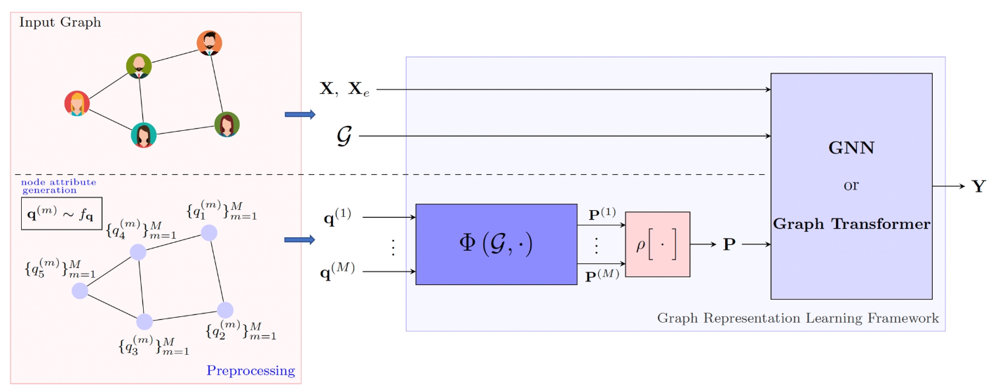 Input Graph
X, X_e
𝒢
GNN
or
Graph Transformer
Y
node attribute
generation
q^{(m)} ∼ f_q
{q_1^{(m)}}_{m=1}^M
{q_4^{(m)}}_{m=1}^M
{q_5^{(m)}}_{m=1}^M
{q_2^{(m)}}_{m=1}^M
{q_3^{(m)}}_{m=1}^M
Preprocessing
q^{(1)}
⋮
q^{(M)}
Φ (𝒢, ·)
P^{(1)}
⋮
P^{(M)}
ρ[ · ]
P
Graph Representation Learning Framework